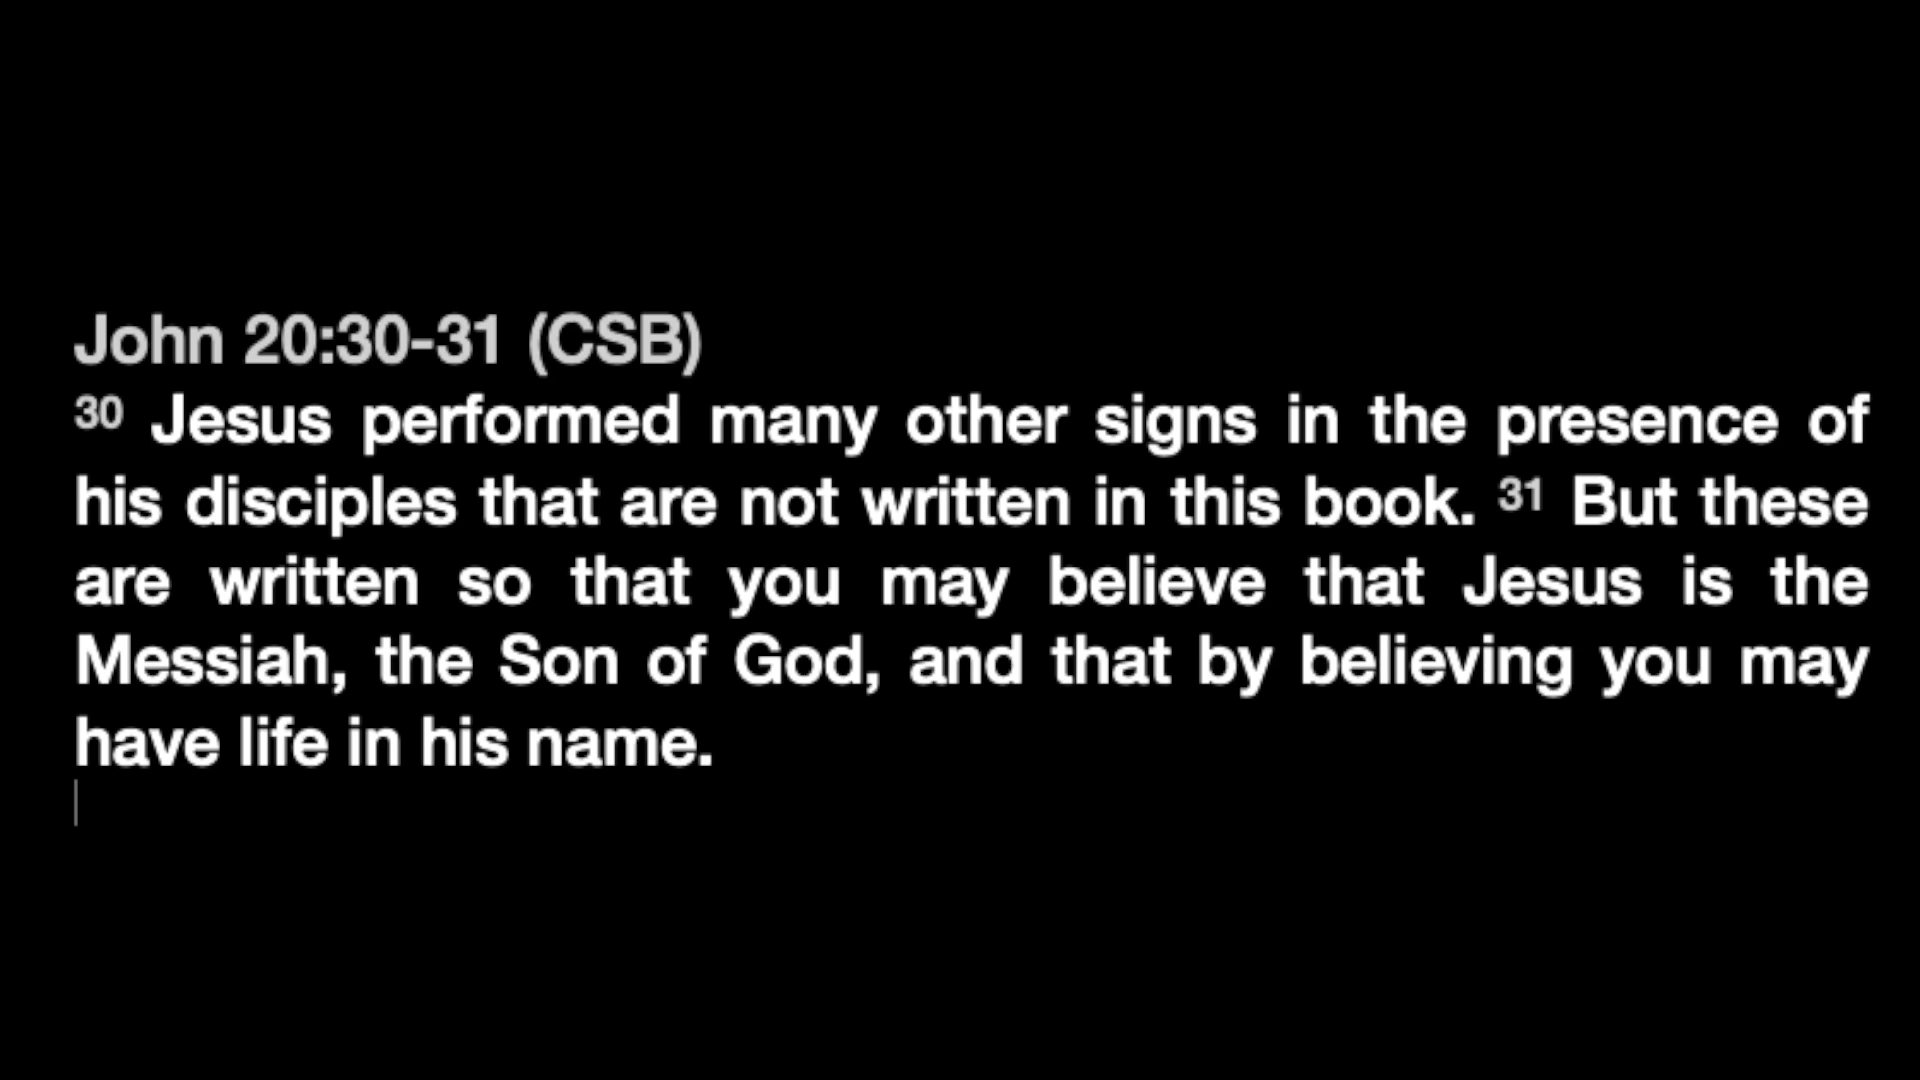 John 20:30-31 (CSB)
30 Jesus performed many other signs in the presence of
his disciples that are not written in this book. 31 But these
are written so that you may believe that Jesus is the
Messiah, the Son of God, and that by believing you may
have life in his name.